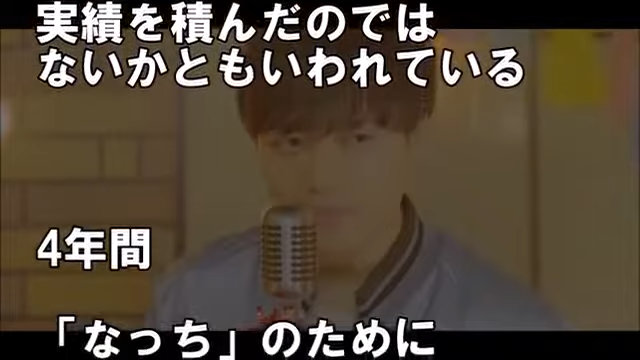 実績を積んだのでは
ないかともいわれている
4年間
「なっち」のために